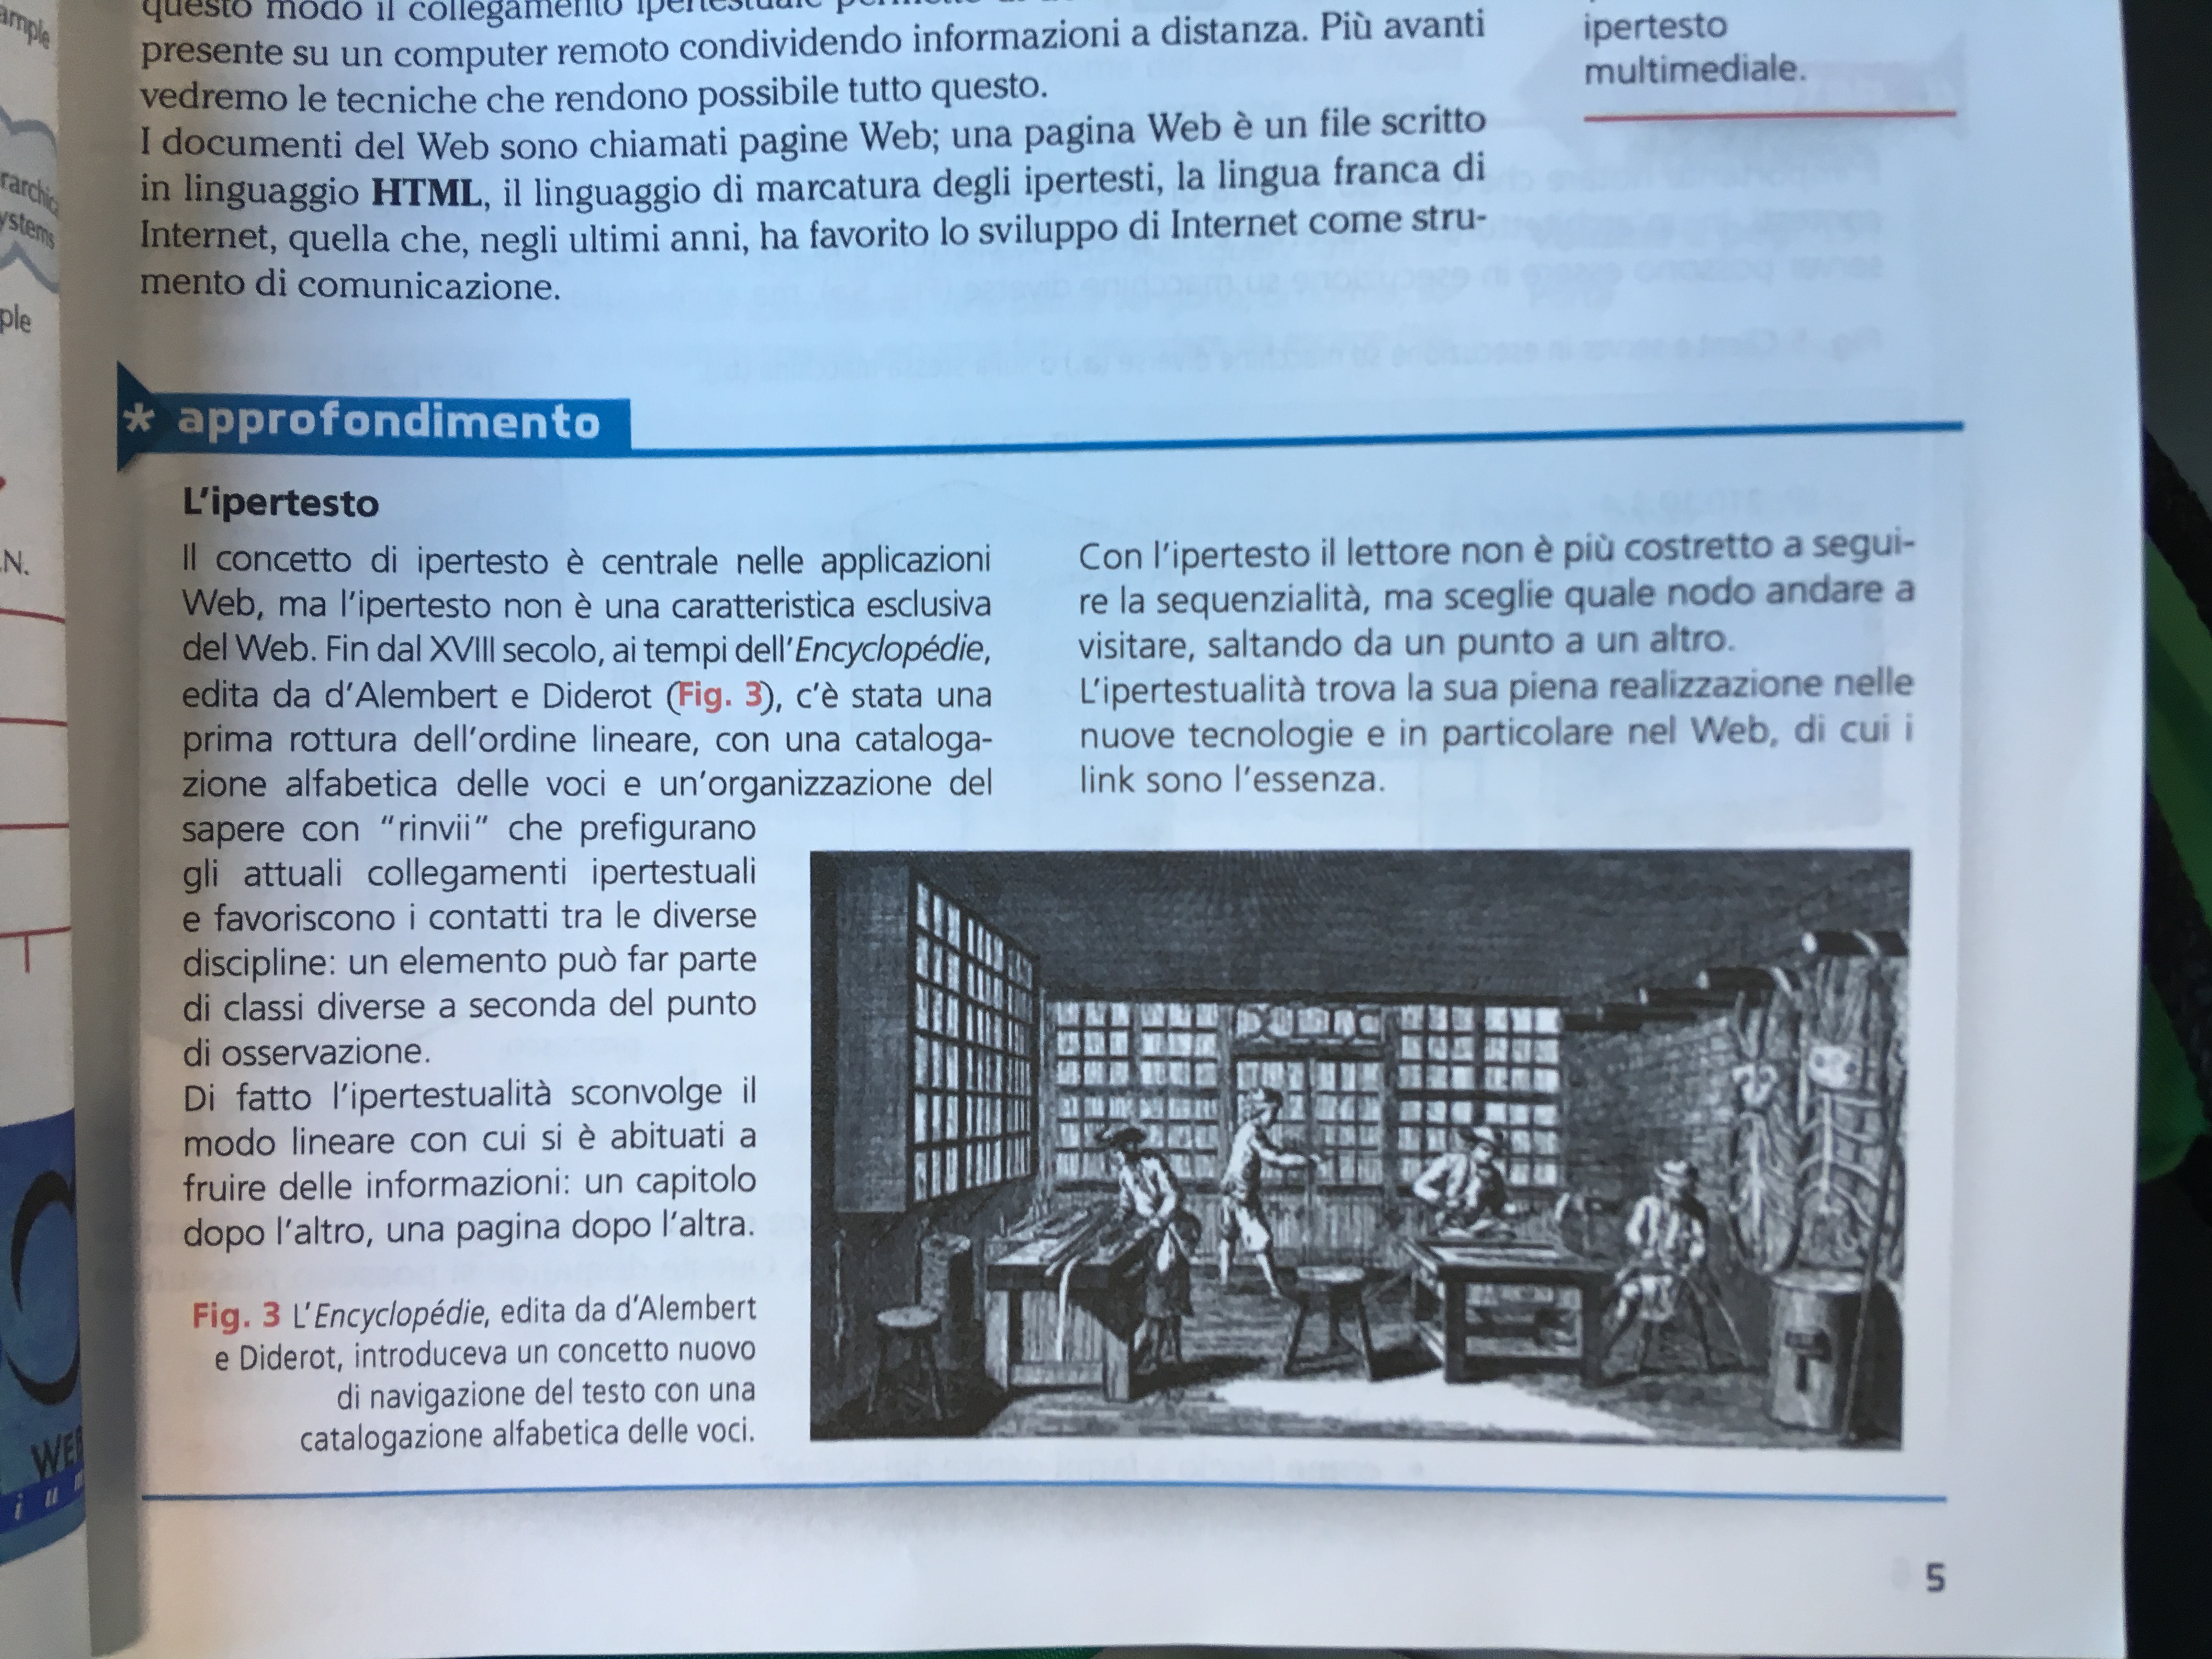 presente su un computer remoto condividendo informazioni a distanza. Più avanti
vedremo le tecniche che rendono possibile tutto questo.
I documenti del Web sono chiamati pagine Web; una pagina Web è un file scritto
in linguaggio HTML, il linguaggio di marcatura degli ipertesti, la lingua franca di
Internet, quella che, negli ultimi anni, ha favorito lo sviluppo di Internet come stru-
mento di comunicazione.
ipertesto
multimediale.
* approfondimento
L'ipertesto
Il concetto di ipertesto è centrale nelle applicazioni
Web, ma l'ipertesto non è una caratteristica esclusiva
del Web. Fin dal XVIII secolo, ai tempi dell'Encyclopédie,
edita da d'Alembert e Diderot (Fig. 3), c'è stata una
prima rottura dell'ordine lineare, con una cataloga-
zione alfabetica delle voci e un'organizzazione del
sapere con "rinvii" che prefigurano
gli attuali collegamenti ipertestuali
e favoriscono i contatti tra le diverse
discipline: un elemento può far parte
di classi diverse a seconda del punto
di osservazione.
Di fatto l'ipertestualità sconvolge il
modo lineare con cui si è abituati a
fruire delle informazioni: un capitolo
dopo l'altro, una pagina dopo l'altra.
Con l'ipertesto il lettore non è più costretto a segui-
re la sequenzialità, ma sceglie quale nodo andare a
visitare, saltando da un punto a un altro.
L'ipertestualità trova la sua piena realizzazione nelle
nuove tecnologie e in particolare nel Web, di cui i
link sono l'essenza.
Fig. 3 L'Encyclopédie, edita da d'Alembert
e Diderot, introduceva un concetto nuovo
di navigazione del testo con una
catalogazione alfabetica delle voci.
5
.N.
ple
WEB